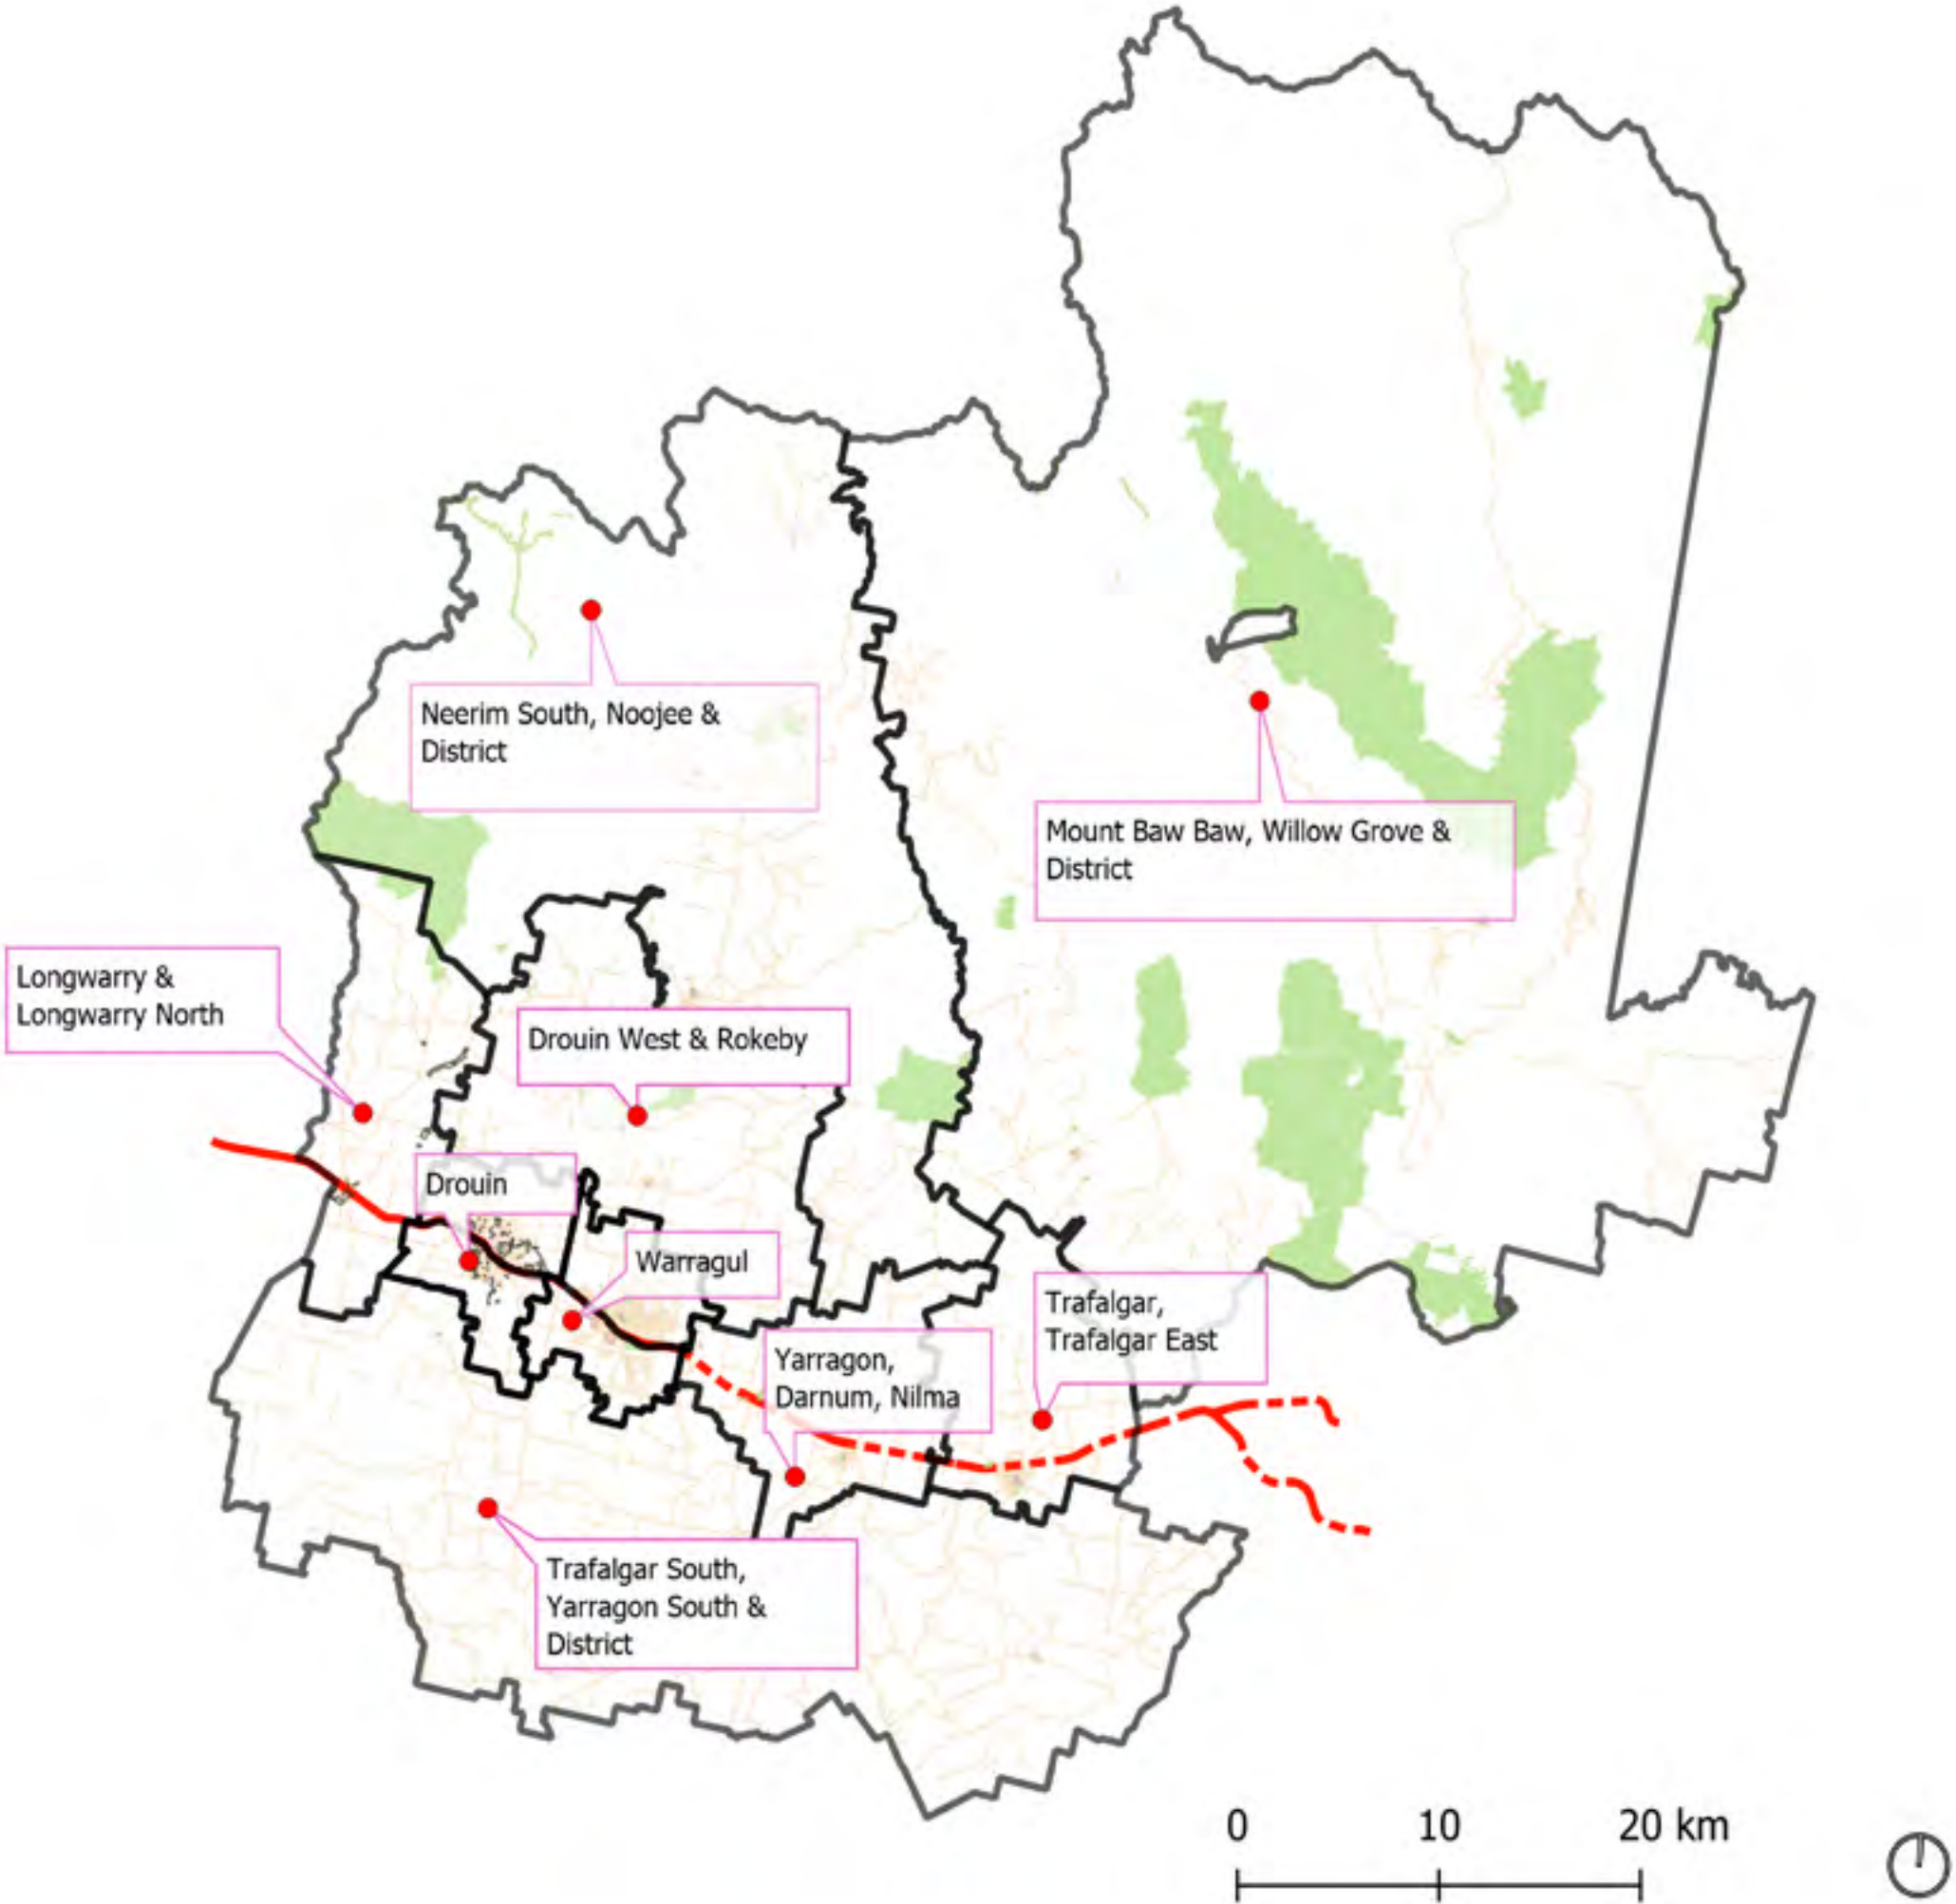 Neerim South, Noojee &
District
Mount Baw Baw, Willow Grove &
District
Longwarry &
Longwarry North
Drouin West & Rokeby
Drouin
Warragul
Trafalgar,
Trafalgar East
Yarragon,
Darnum, Nilma
Trafalgar South,
Yarragon South &
District
0 10 20 km